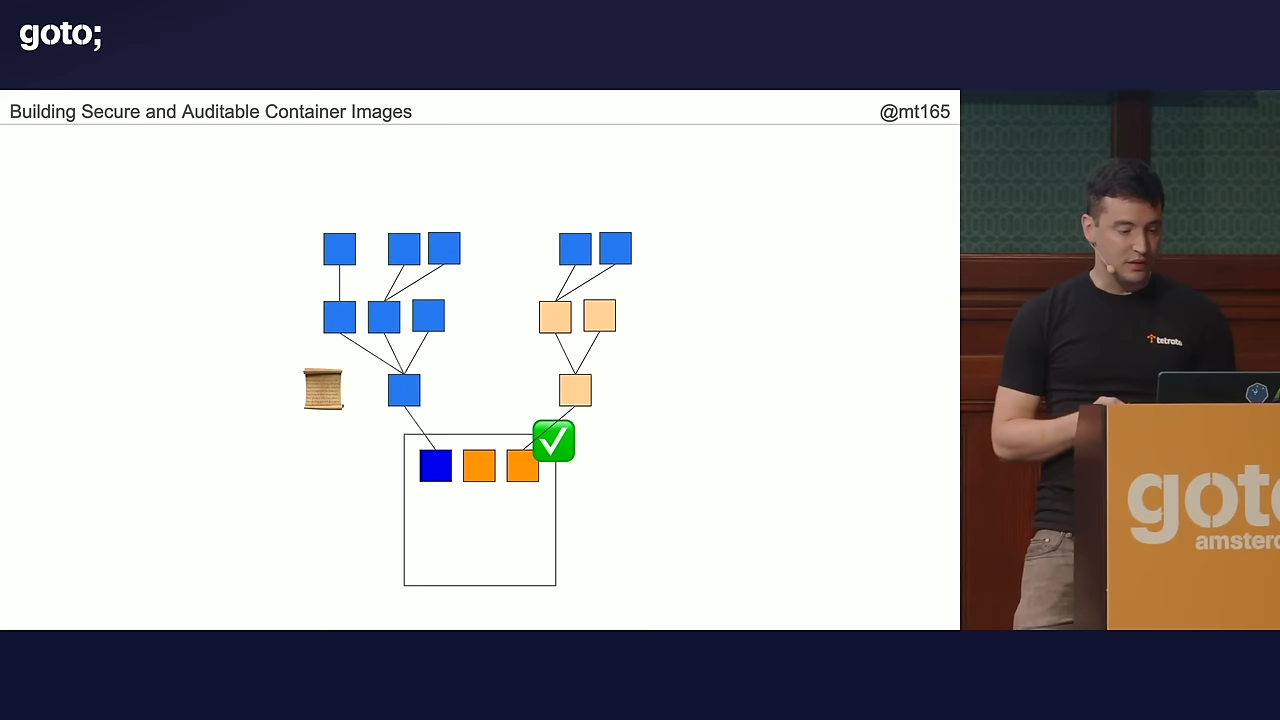 goto;
Building Secure and Auditable Container Images
@mt165
tetrate
goto
amsterd